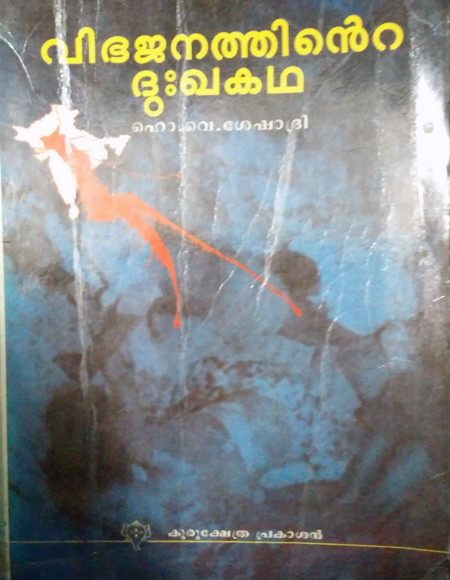 വിഭജനത്തിൻെറ
ദുഃഖകഥ
ഹൊ.വെ.ശേഷാദ്രി
കുരുക്ഷേത്ര പ്രകാശൻ